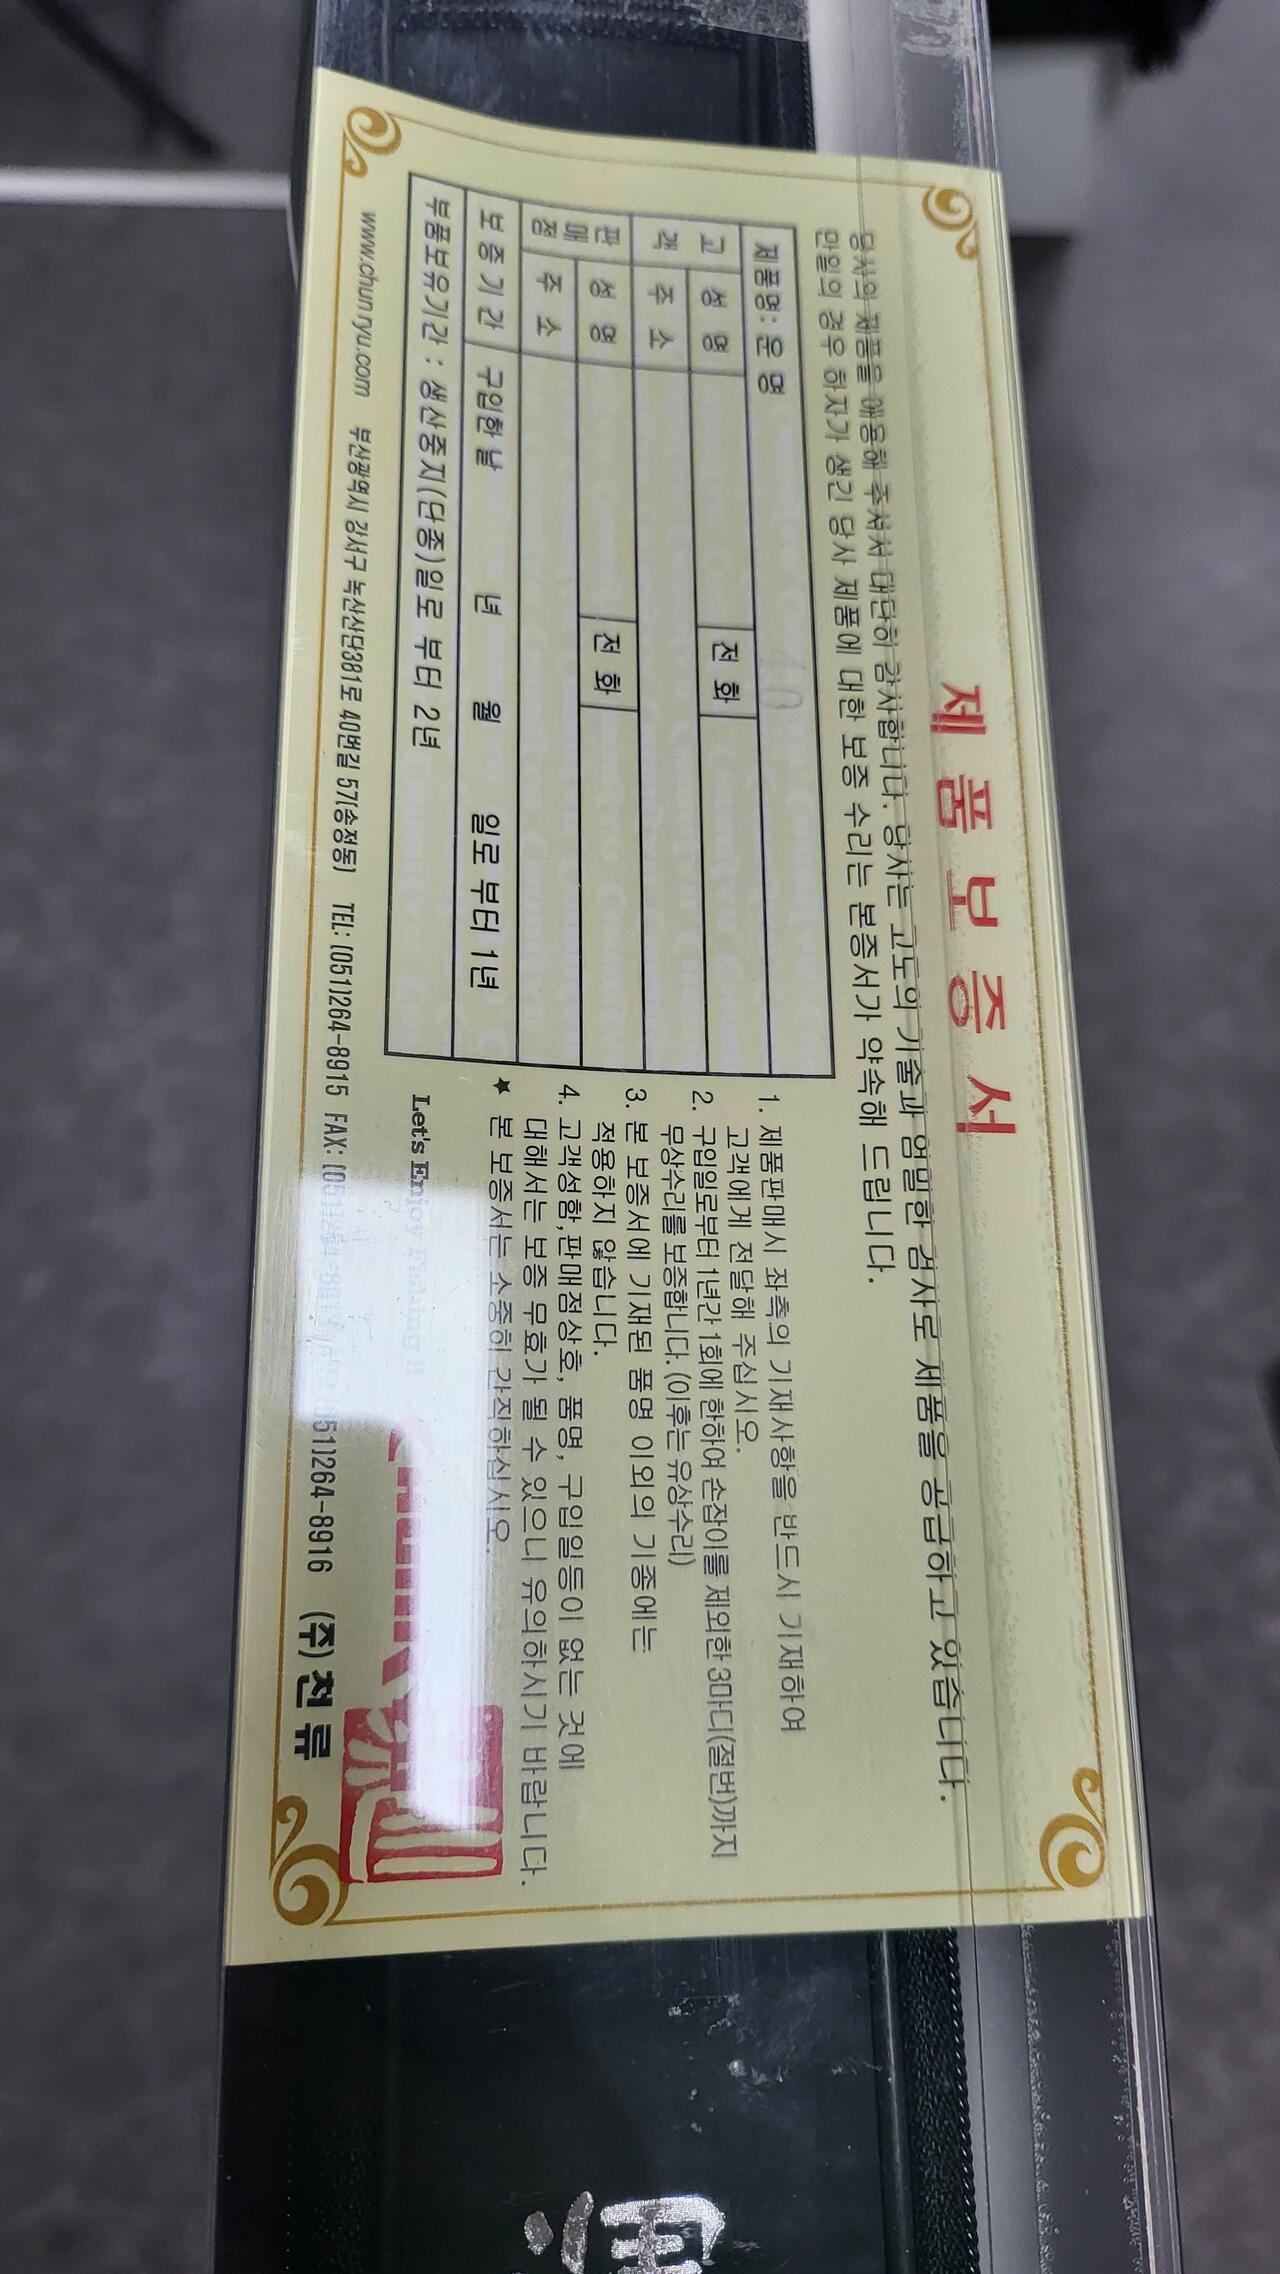 제품보증서
당사의 제품을 애용해 주셔서 대단히 감사합니다. 당사는 고도의 기술과 엄밀한 검사로 제품을 공급하고 있습니다.
만일의 경우 하자가 생긴 당사 제품에 대한 보증 수리는 본증서가 약속해 드립니다.
제품명: 운명
40
고객
성 명
전 화
주 소
판매점
성 명
전 화
주 소
보 증 기 간
구입한 날 년 월 일로 부터 1년
부품보유기간 : 생산중지(단종)일로 부터 2년
1. 제품판매시 좌측의 기재사항을 반드시 기재하여
고객에게 전달해 주십시오.
2. 구입일로부터 1년간 1회에 한하여 손잡이를 제외한 3마디(절번)까지
무상수리를 보증합니다. (이후는 유상수리)
3. 본 보증서에 기재된 품명 이외의 기종에는
적용하지 않습니다.
4. 고객성함,판매점상호, 품명, 구입일등이 없는 것에
대해서는 보증 무효가 될 수 있으니 유의하시기 바랍니다.
★ 본 보증서는 소중히 간직하십시오.
Let's Enjoy Fishing !!
www.chunryu.com 부산광역시 강서구 녹산산단381로 40번길 57(송정동) TEL: (051)264-8915 FAX: (051)264-8916 (주)천류